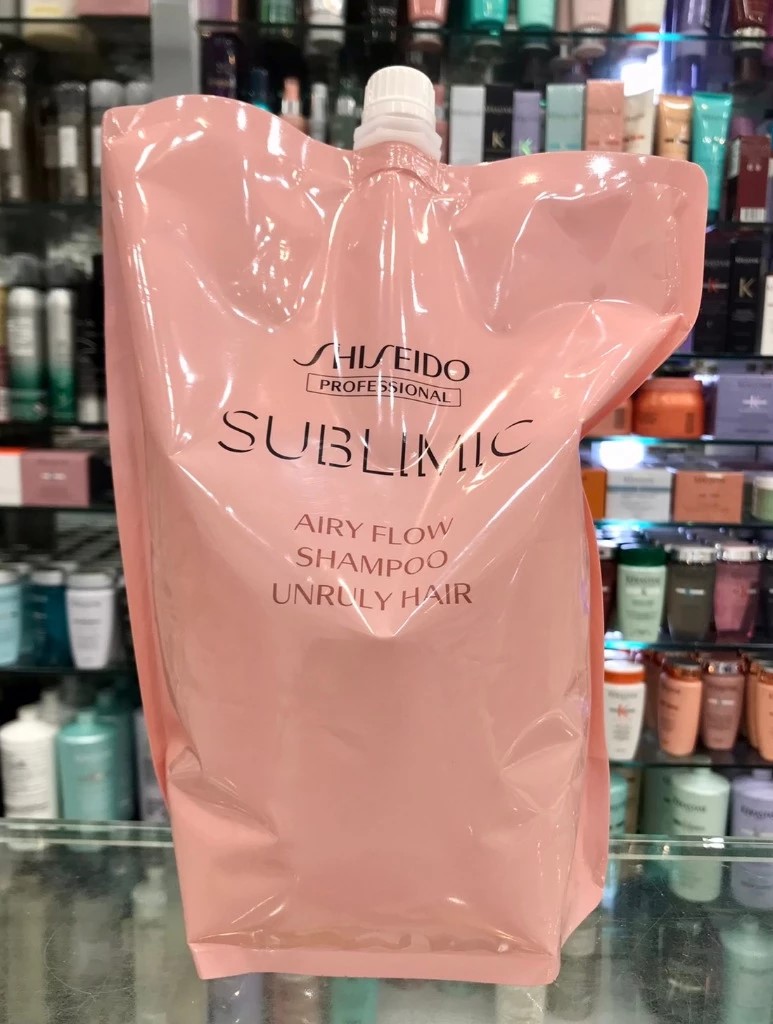 SHISEIDO
PROFESSIONAL
SUBLIMIC
AIRY FLOW
SHAMPOO
UNRULY HAIR